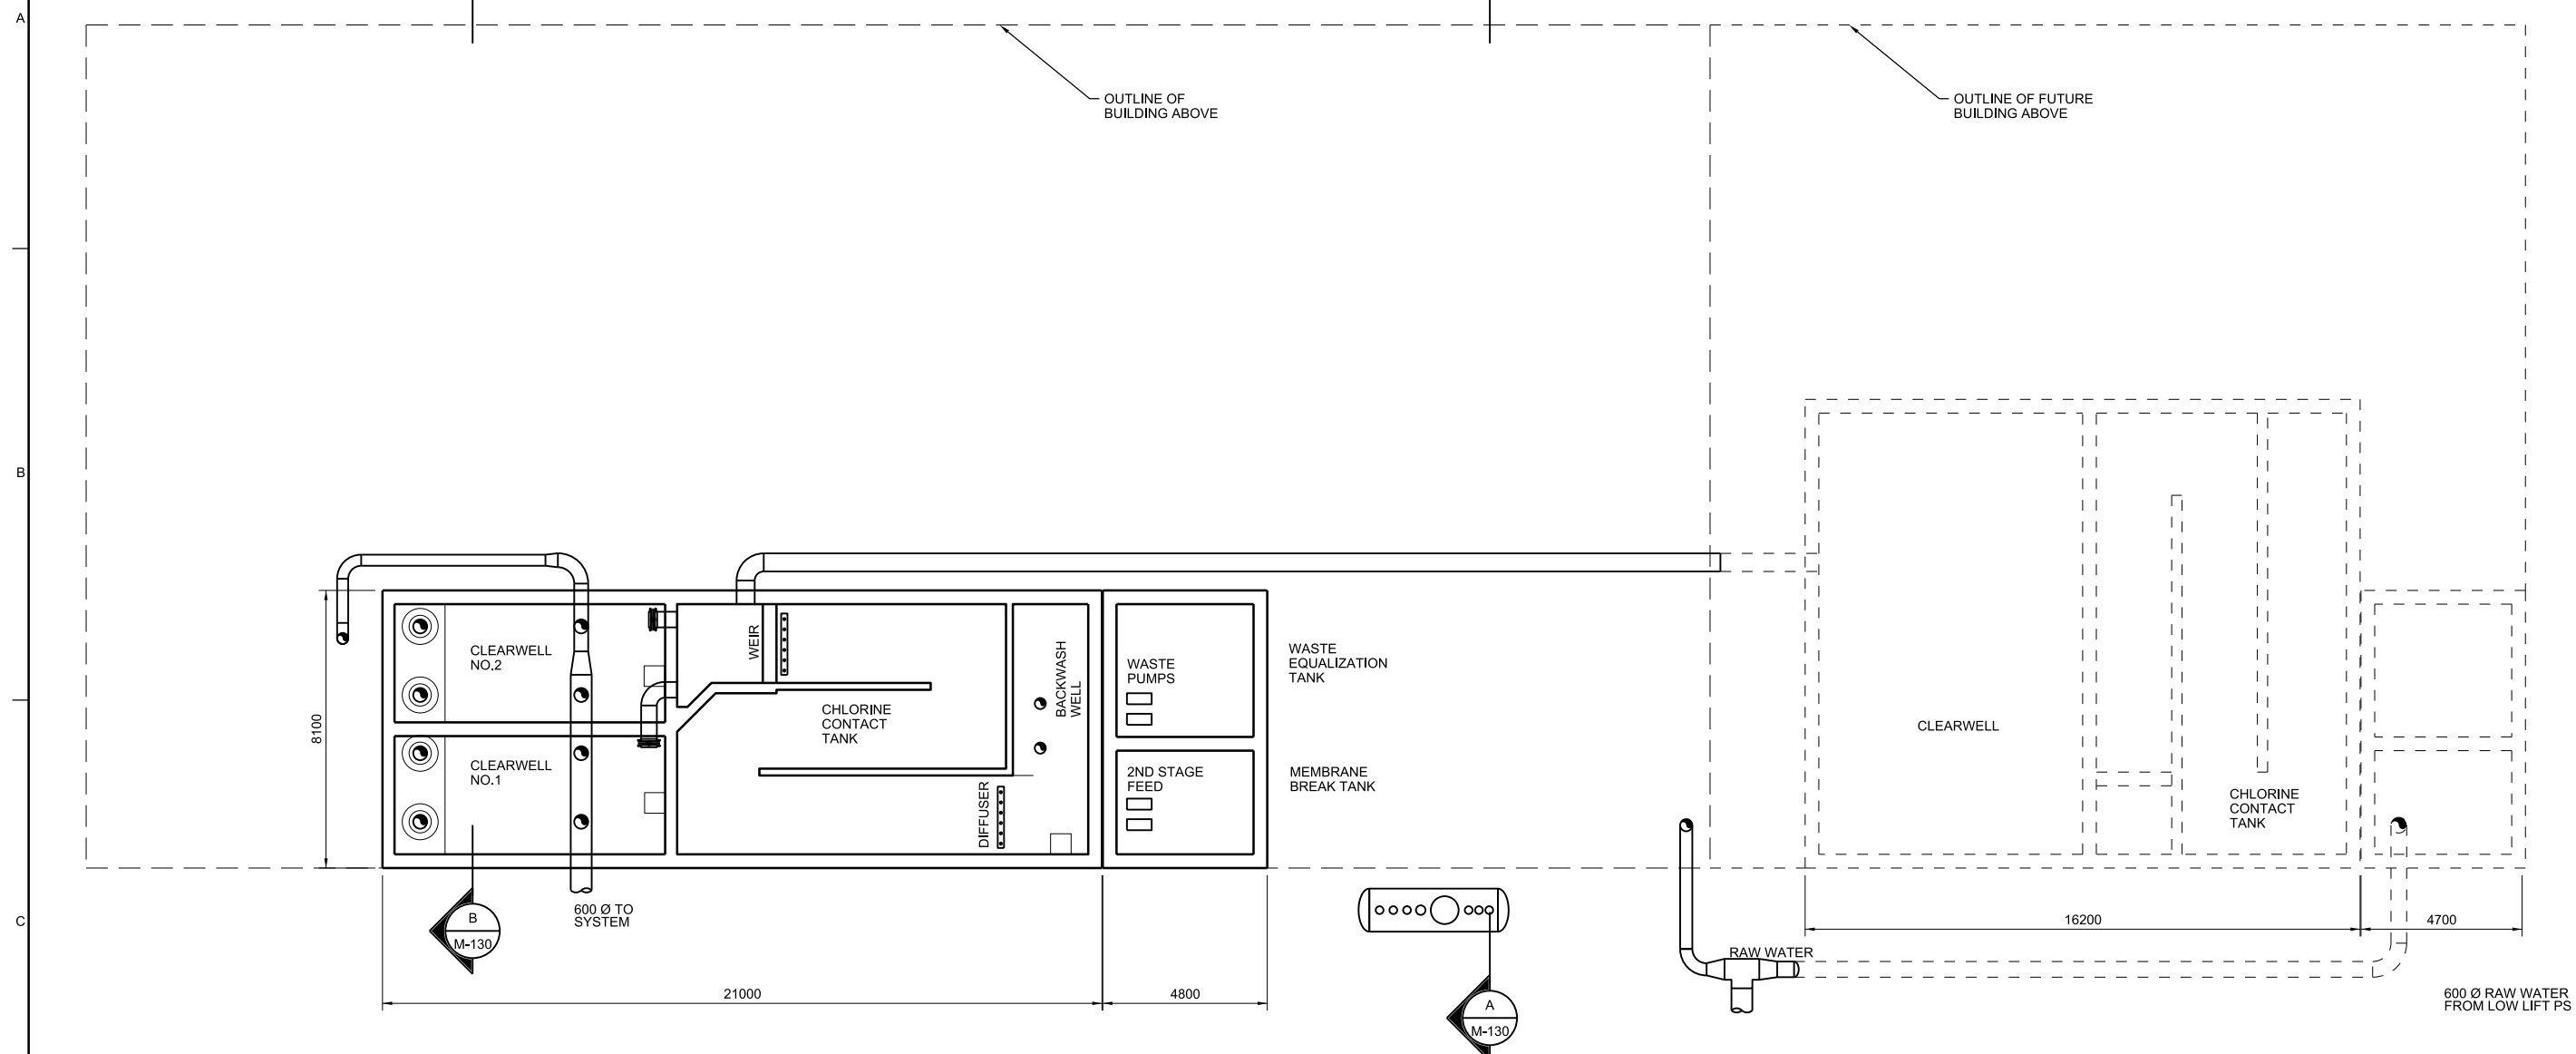 A
OUTLINE OF
BUILDING ABOVE
OUTLINE OF FUTURE
BUILDING ABOVE
B
CLEARWELL
NO.2
WEIR
BACKWASH
WELL
WASTE
PUMPS
WASTE
EQUALIZATION
TANK
8100
CHLORINE
CONTACT
TANK
CLEARWELL
CLEARWELL
NO.1
2ND STAGE
FEED
MEMBRANE
BREAK TANK
DIFFUSER
CHLORINE
CONTACT
TANK
C
B
M-130
600 Ø TO
SYSTEM
16200
4700
RAW WATER
21000
4800
A
M-130
600 Ø RAW WATER
FROM LOW LIFT PS